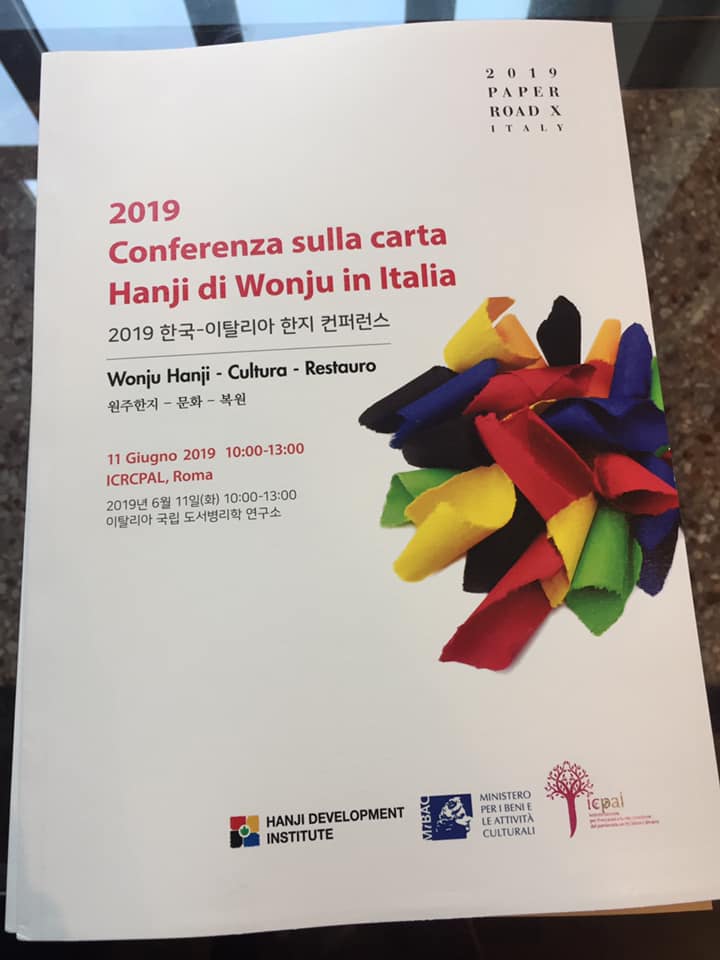 2019
PAPER
ROAD X
ITALY
2019
Conferenza sulla carta
Hanji di Wonju in Italia
2019 한국-이탈리아 한지 컨퍼런스
Wonju Hanji - Cultura - Restauro
원주한지 – 문화 – 복원
11 Giugno 2019 10:00-13:00
ICRCPAL, Roma
2019년 6월 11일(화) 10:00-13:00
이탈리아 국립 도서병리학 연구소
HANJI DEVELOPMENT
INSTITUTE
MiBAC
MINISTERO
PER I BENI E
LE ATTIVITÀ
CULTURALI
icpal